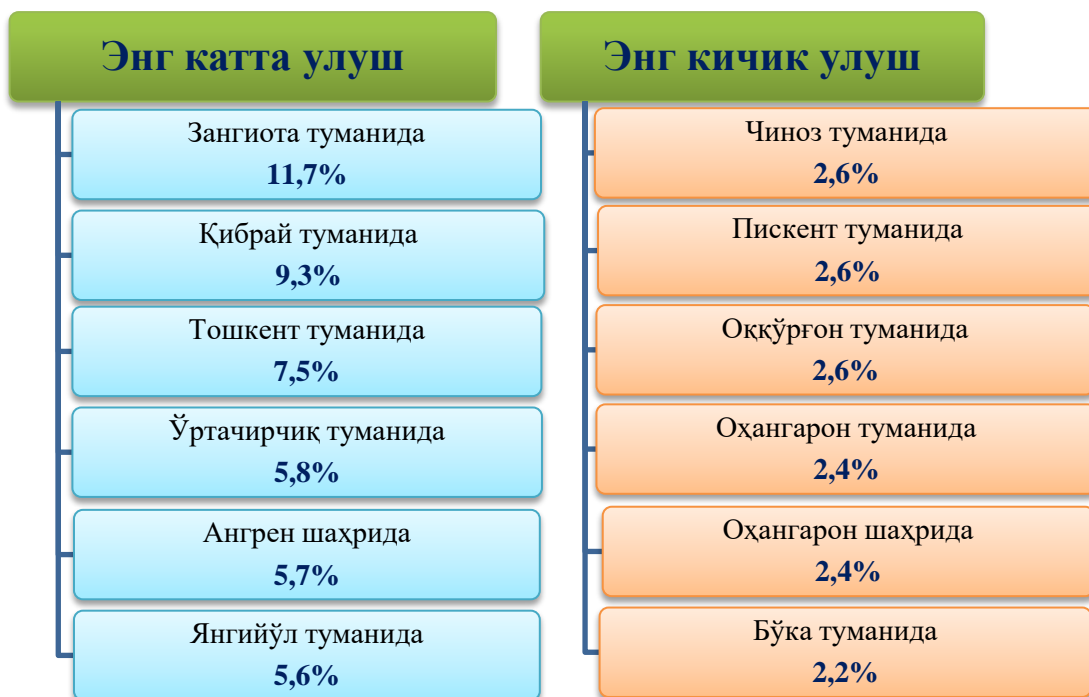 Энг катта улуш
Зангиота туманида
11,7%
Қибрай туманида
9,3%
Тошкент туманида
7,5%
Ўртачирчиқ туманида
5,8%
Ангрен шаҳрида
5,7%
Янгийўл туманида
5,6%
Энг кичик улуш
Чиноз туманида
2,6%
Пискент туманида
2,6%
Оққўрғон туманида
2,6%
Оҳангарон туманида
2,4%
Оҳангарон шаҳрида
2,4%
Бўка туманида
2,2%